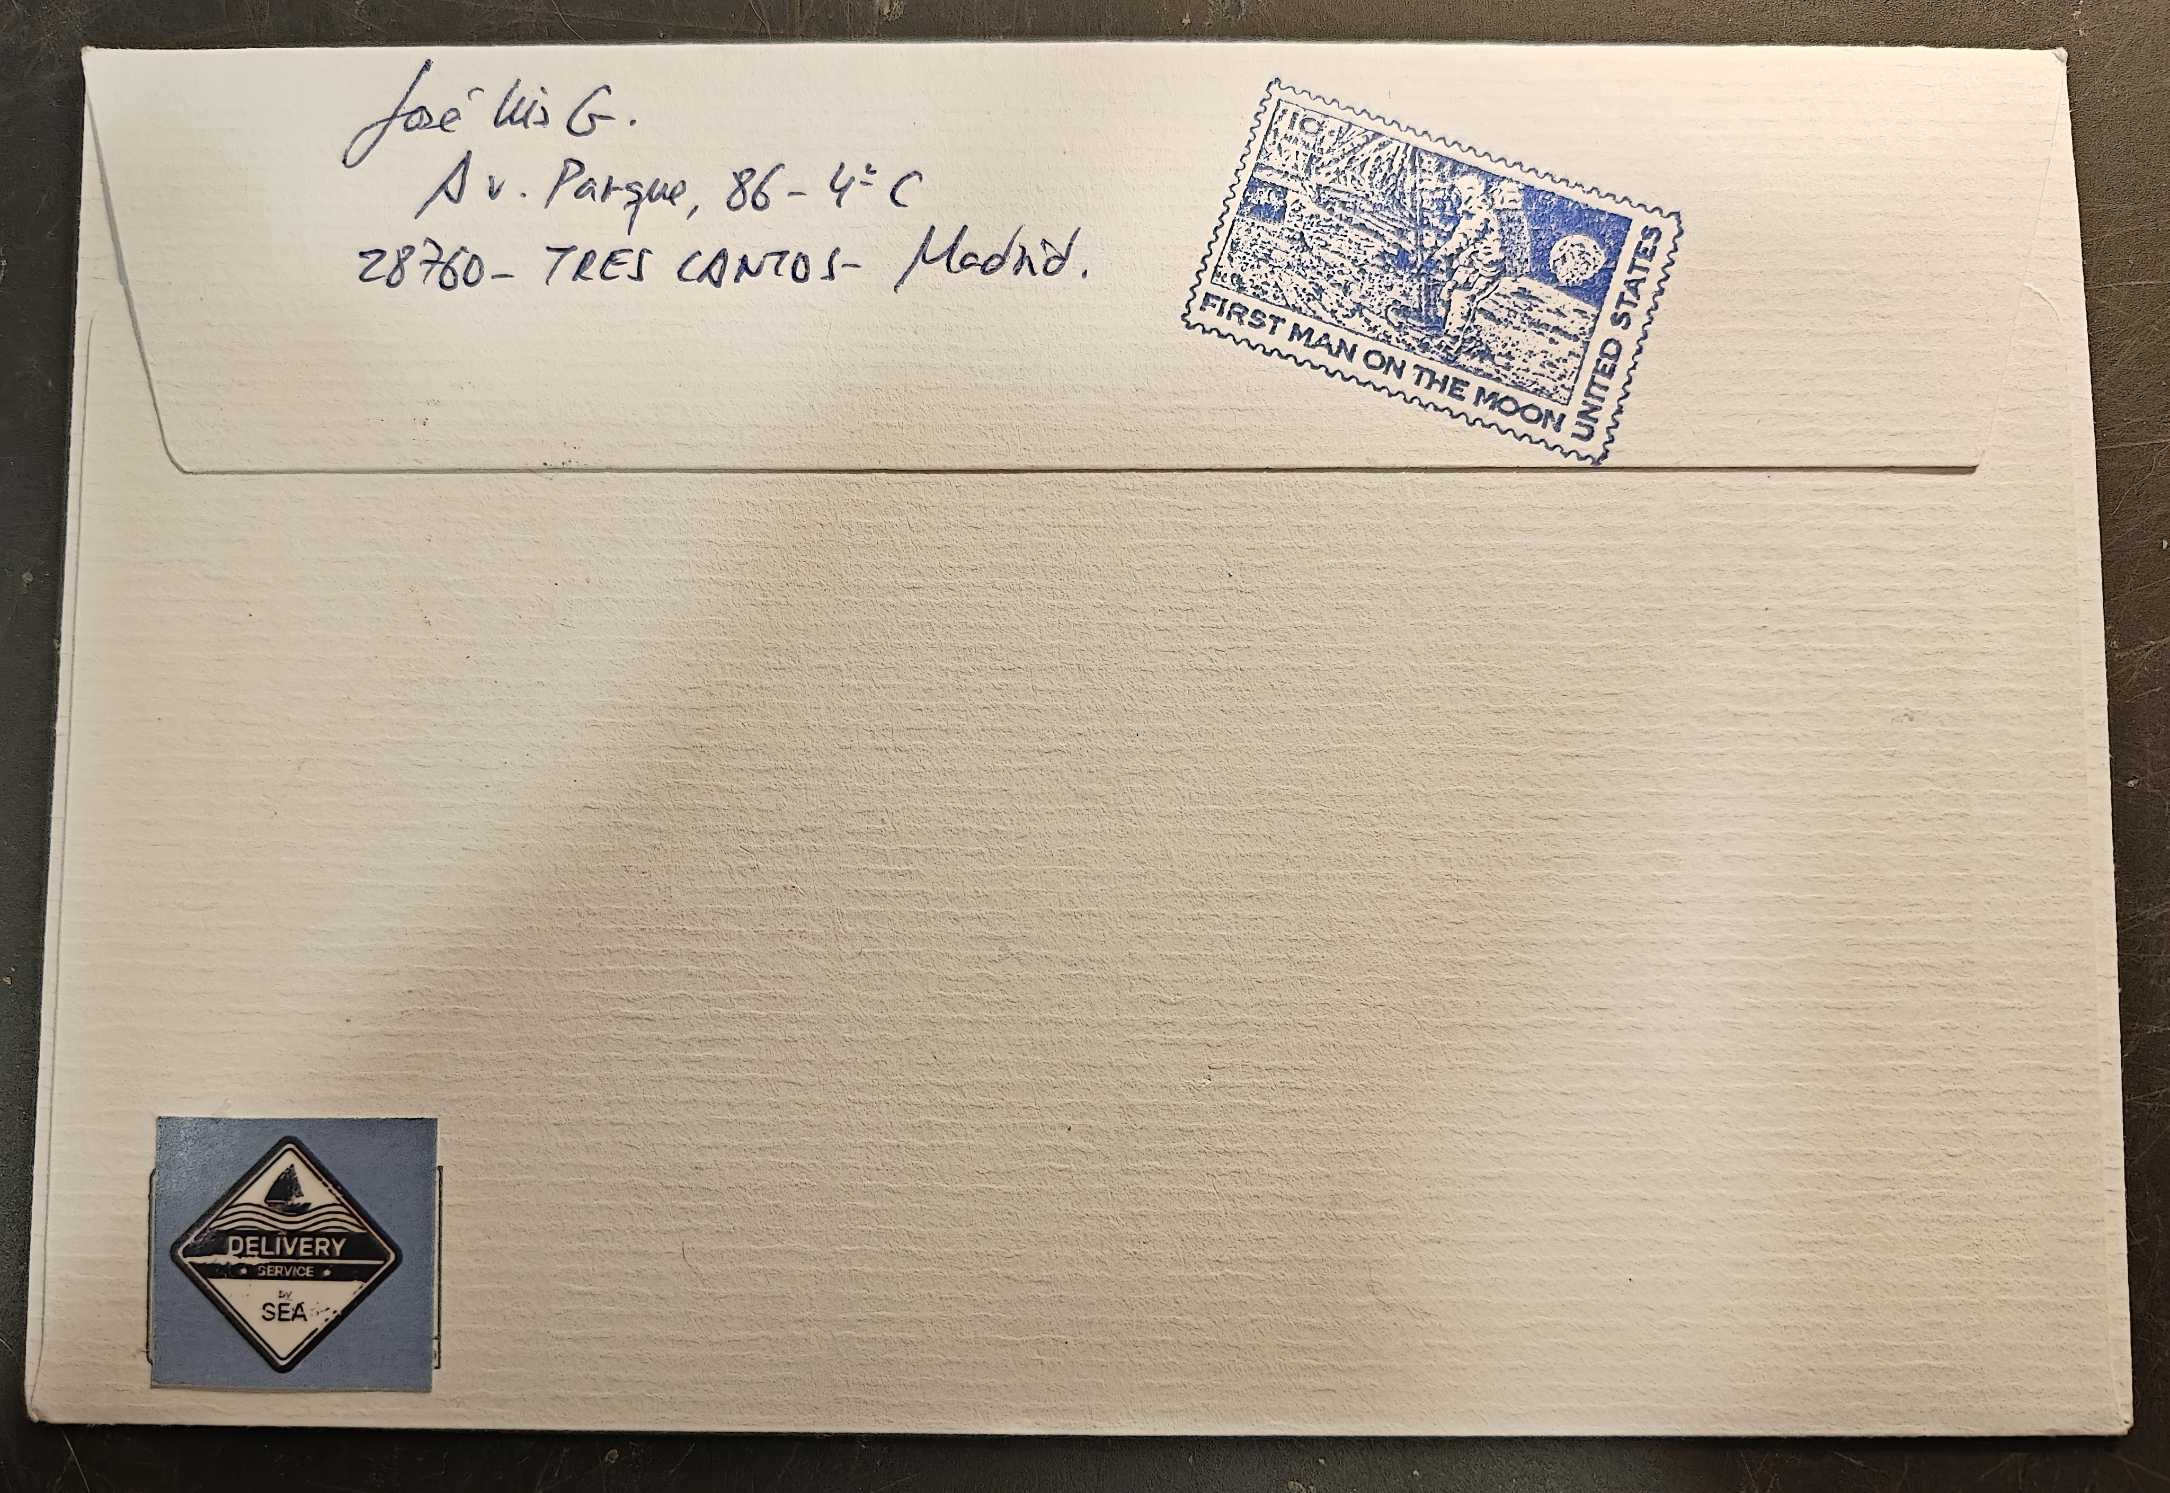 José Luis G.
Av. Parque, 86 - 4º C
28760 - TRES CANTOS - Madrid.
10
FIRST MAN ON THE MOON
UNITED STATES
DELIVERY
SERVICE
BY
SEA